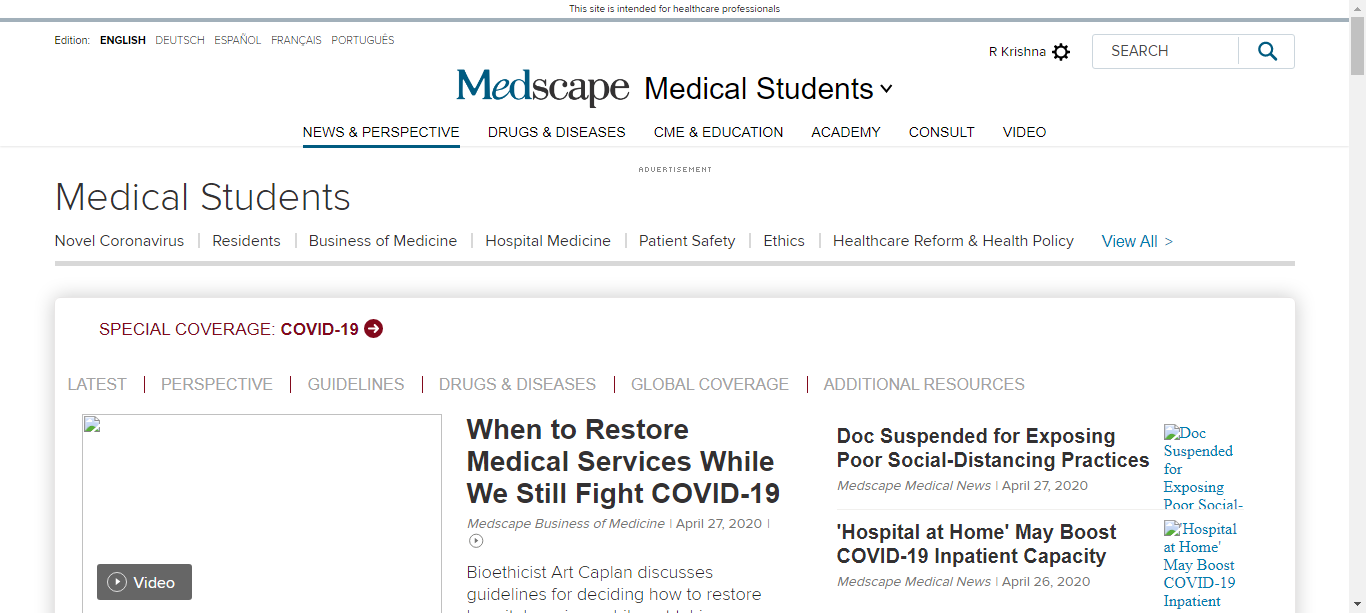 This site is intended for healthcare professionals
Edition: ENGLISH DEUTSCH ESPAÑOL FRANÇAIS PORTUGUÊS
R Krishna
SEARCH
Medscape Medical Students
NEWS & PERSPECTIVE DRUGS & DISEASES CME & EDUCATION ACADEMY CONSULT VIDEO
ADVERTISEMENT
Medical Students
Novel Coronavirus | Residents | Business of Medicine | Hospital Medicine | Patient Safety | Ethics | Healthcare Reform & Health Policy View All >
SPECIAL COVERAGE: COVID-19
LATEST | PERSPECTIVE | GUIDELINES | DRUGS & DISEASES | GLOBAL COVERAGE | ADDITIONAL RESOURCES
Video
When to Restore
Medical Services While
We Still Fight COVID-19
Medscape Business of Medicine | April 27, 2020 |
Bioethicist Art Caplan discusses
guidelines for deciding how to restore
Doc Suspended for Exposing
Poor Social-Distancing Practices
Medscape Medical News | April 27, 2020
Doc
Suspended
for
Exposing
Poor Social-
'Hospital at Home' May Boost
COVID-19 Inpatient Capacity
Medscape Medical News | April 26, 2020
'Hospital
at Home'
May Boost
COVID-19
Inpatient